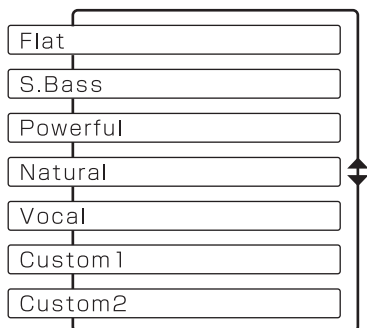 Flat
S.Bass
Powerful
Natural
Vocal
Custom1
Custom2